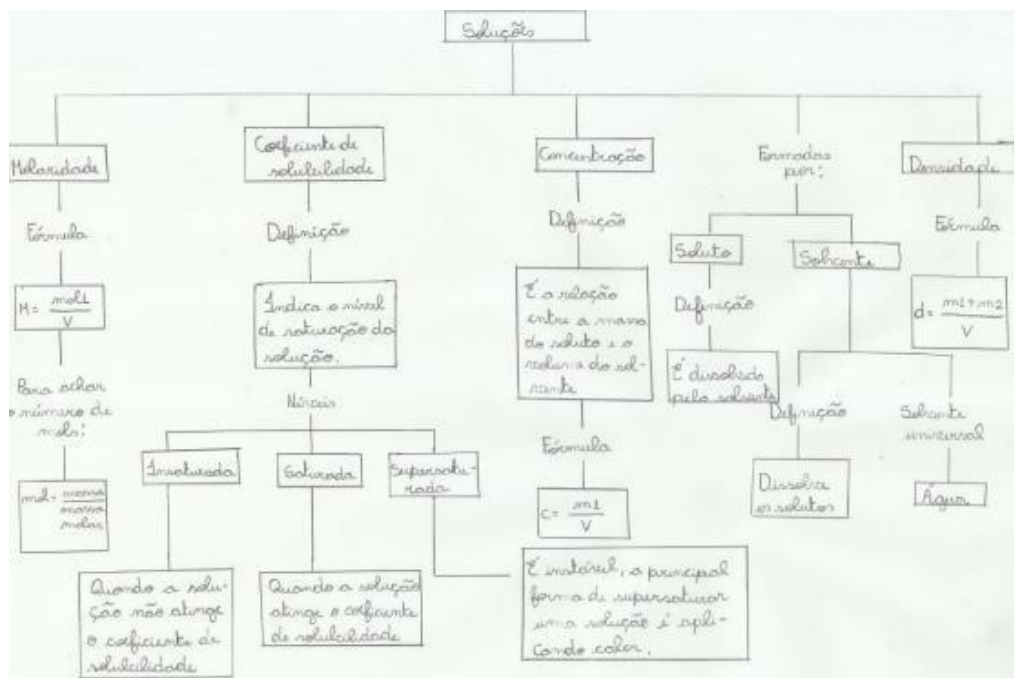 Soluções
Molaridade
Fórmula
M = mol1
V
Para achar
o número de
mols:
mol = massa
massa
molar
Coeficiente de
solubilidade
Definição
Indica o nível
de saturação da
solução.
Níveis
Insaturada
Quando a solu-
ção não atinge
o coeficiente de
solubilidade
Saturada
Quando a solução
atinge o coeficiente
de solubilidade
Supersatu-
rada
É instável, a principal
forma de supersaturar
uma solução é apli-
cando calor.
Concentração
Definição
É a relação
entre a massa
do soluto e o
volume do sol-
vente
Fórmula
C = m1
V
Formadas
por:
Soluto
Definição
É dissolvido
pelo solvente
Solvente
Definição
Dissolve
os solutos
Solvente
universal
Água
Densidade
Fórmula
d = m1 + m2
V